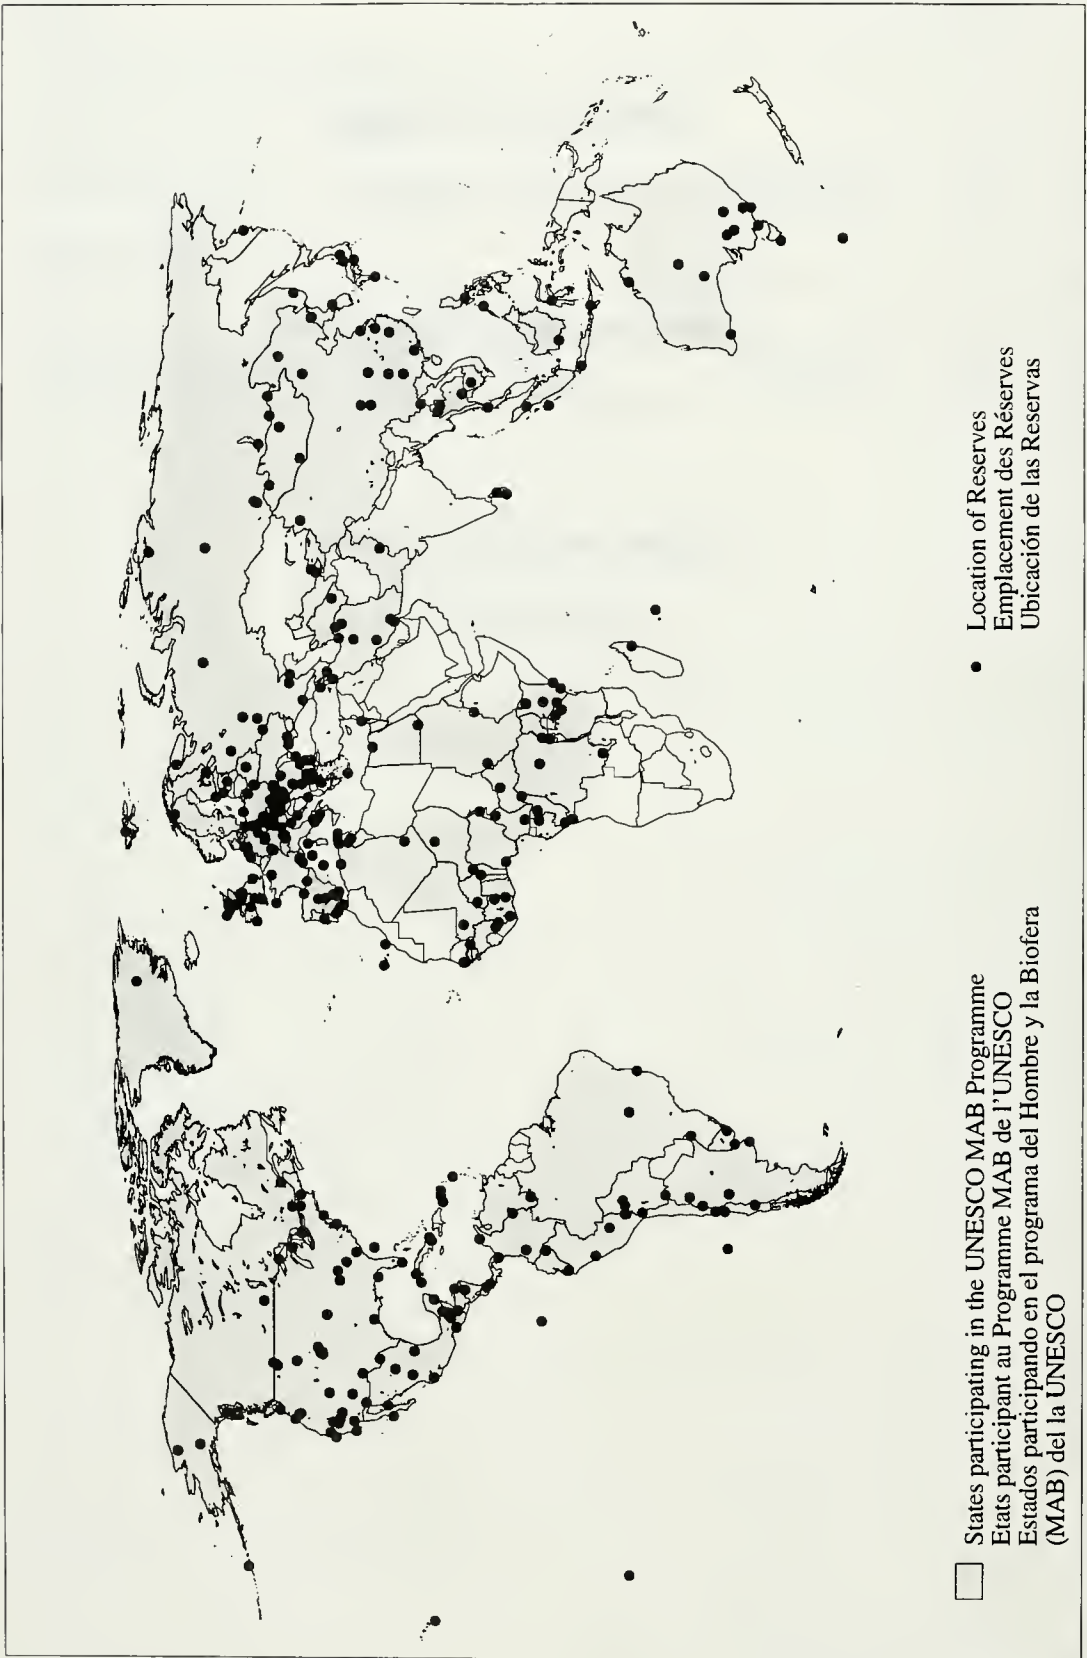 States participating in the UNESCO MAB Programme
Etats participant au Programme MAB de l'UNESCO
Estados participando en el programa del Hombre y la Biofera
(MAB) del la UNESCO
Location of Reserves
Emplacement des Réserves
Ubicación de las Reservas